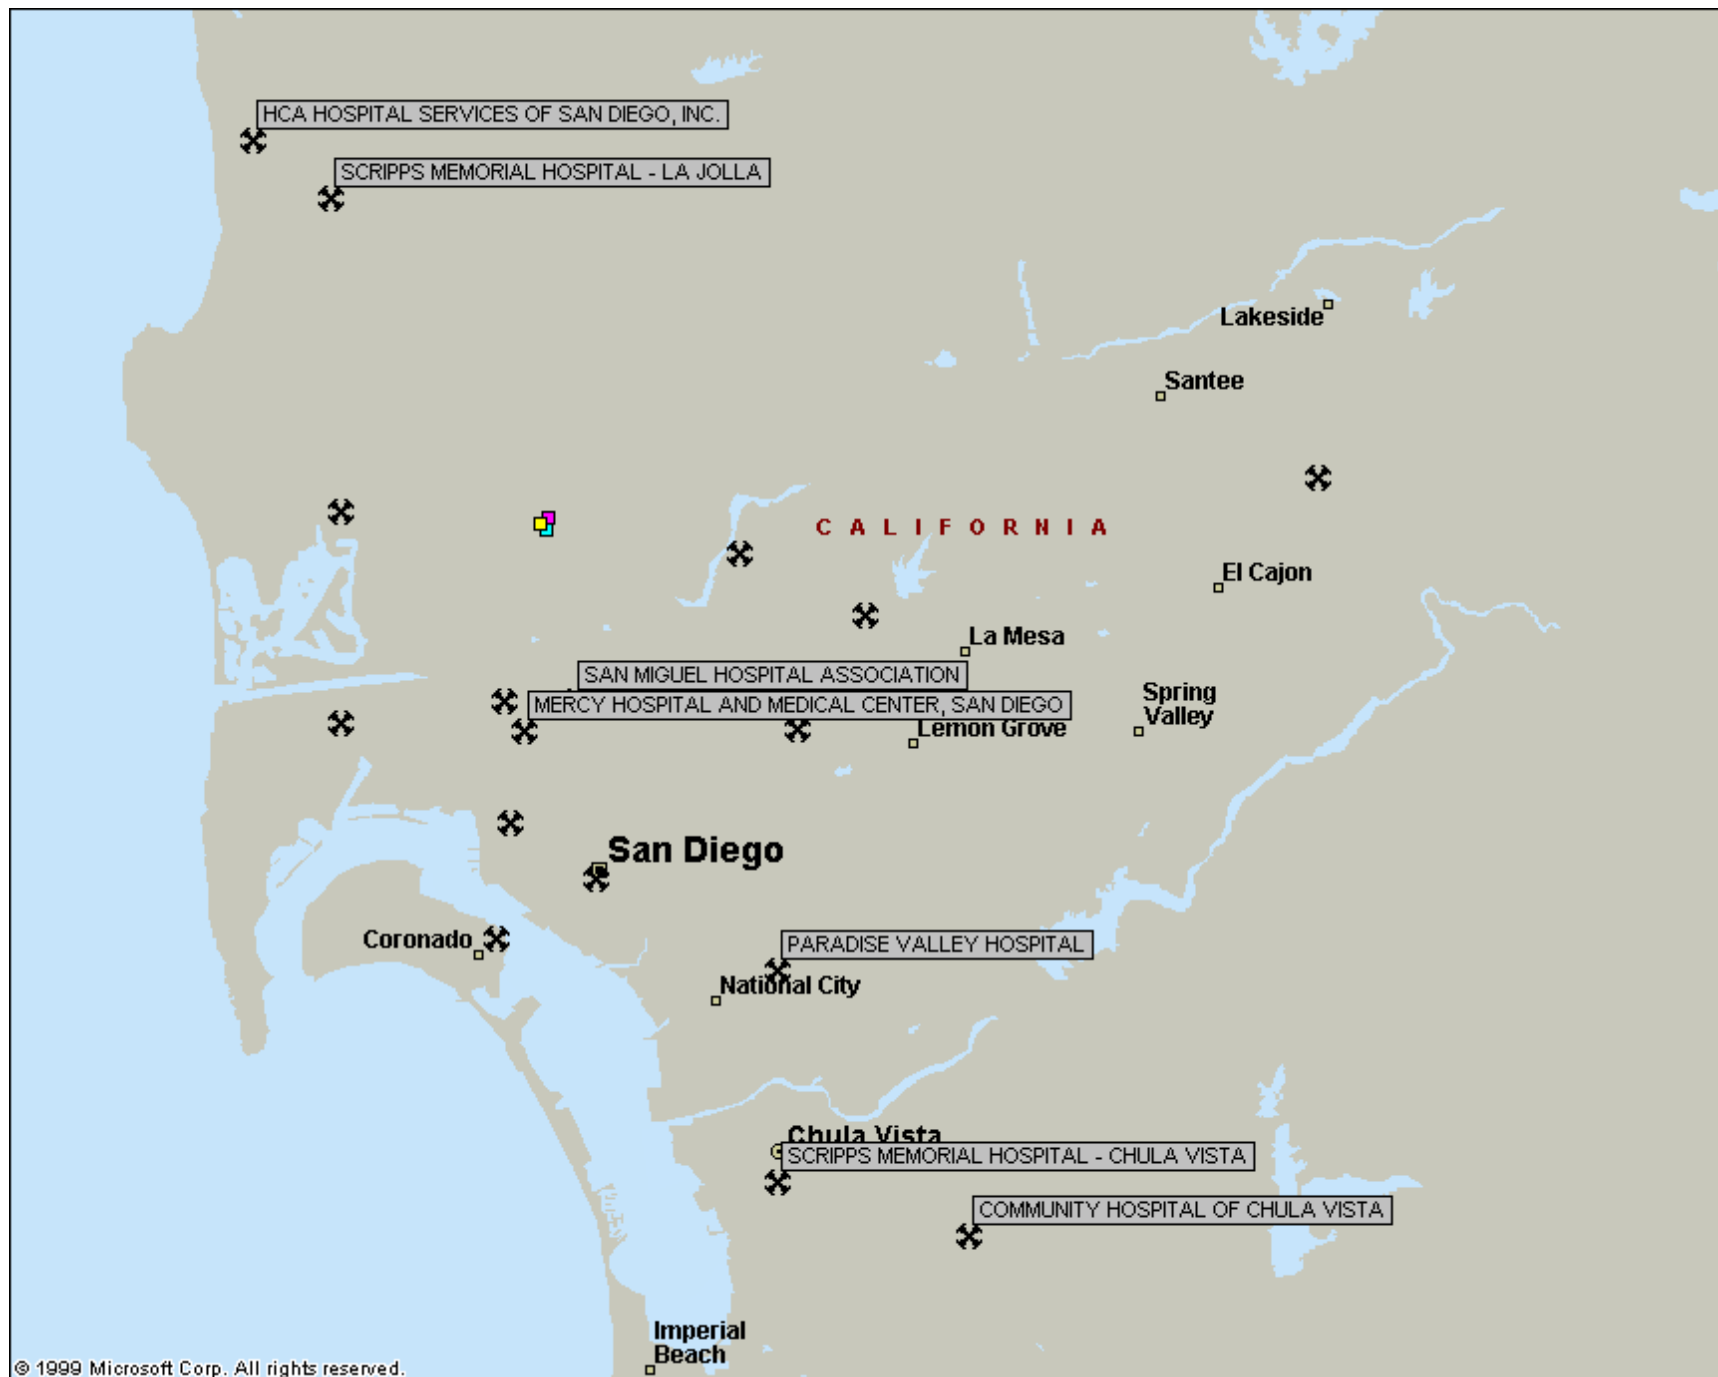 HCA HOSPITAL SERVICES OF SAN DIEGO, INC.
SCRIPPS MEMORIAL HOSPITAL - LA JOLLA
Lakeside
Santee
CALIFORNIA
El Cajon
La Mesa
SAN MIGUEL HOSPITAL ASSOCIATION
Spring
Valley
MERCY HOSPITAL AND MEDICAL CENTER, SAN DIEGO
Lemon Grove
San Diego
Coronado
PARADISE VALLEY HOSPITAL
National City
Chula Vista
SCRIPPS MEMORIAL HOSPITAL - CHULA VISTA
COMMUNITY HOSPITAL OF CHULA VISTA
Imperial
Beach
© 1999 Microsoft Corp. All rights reserved.